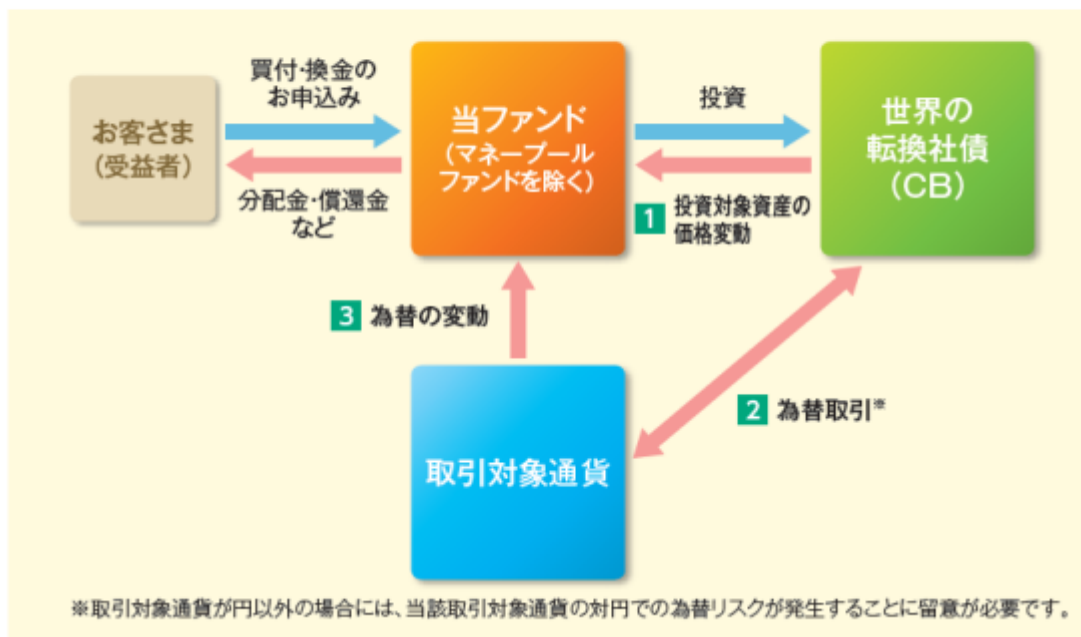 買付・換金の
お申込み
お客さま
(受益者)
分配金・償還金
など
当ファンド
(マネープール
ファンドを除く)
投資
世界の
転換社債
(CB)
1 投資対象資産の
価格変動
3 為替の変動
2 為替取引※
取引対象通貨
※取引対象通貨が円以外の場合には、当該取引対象通貨の対円での為替リスクが発生することに留意が必要です。